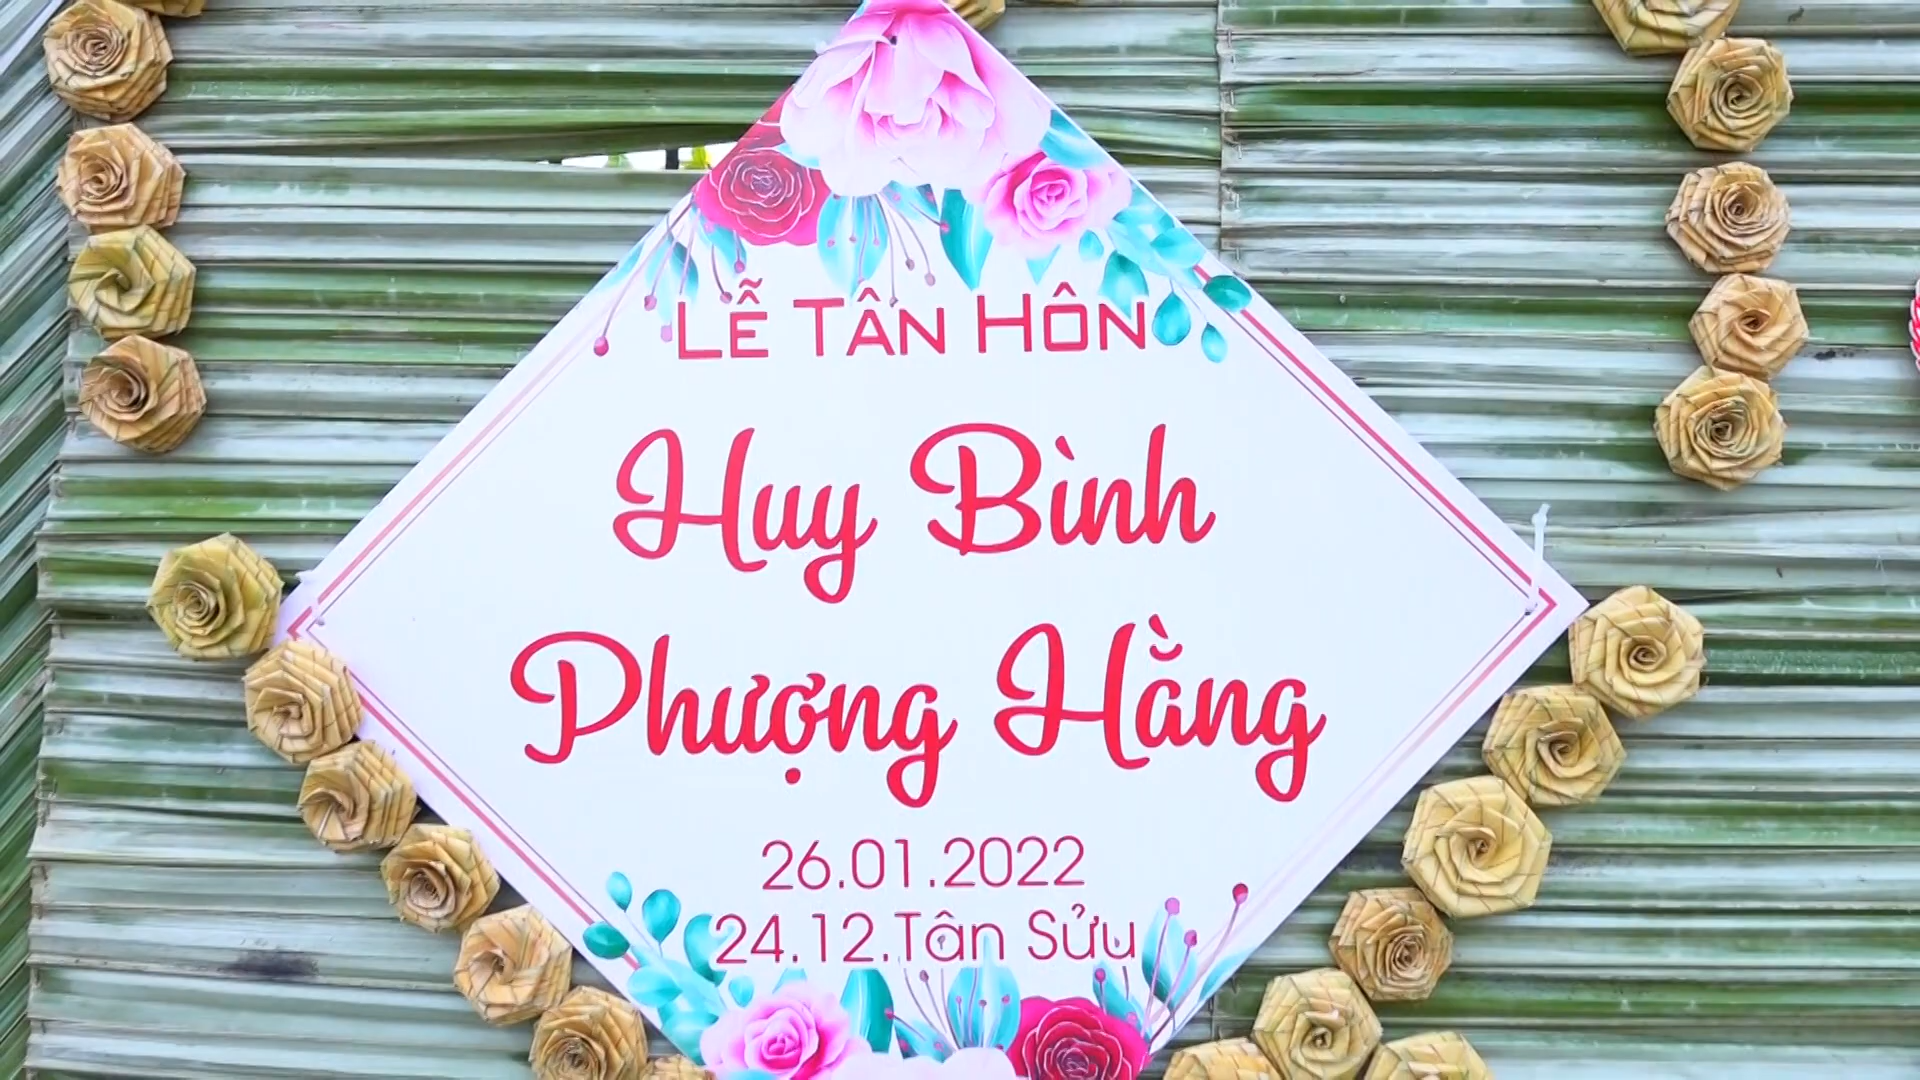 LỄ TÂN HÔN
Huy Bình
Phượng Hằng
26.01.2022
24.12.Tân Sửu